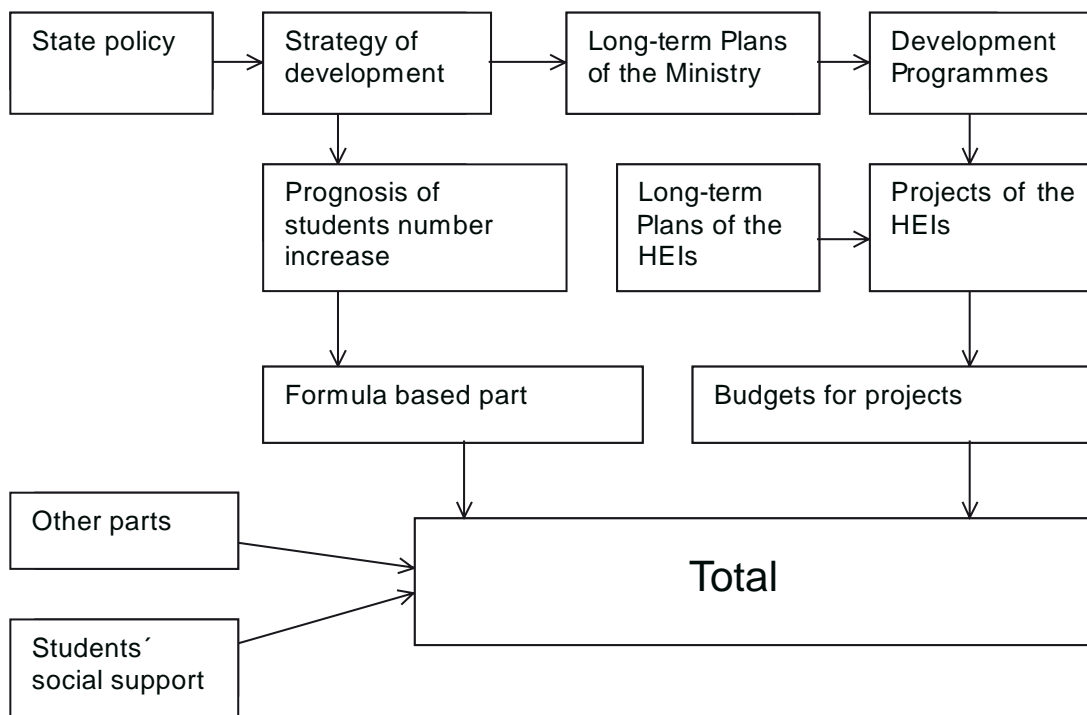 State policy
Strategy of
development
Long-term Plans
of the Ministry
Development
Programmes
Prognosis of
students number
increase
Long-term
Plans of the
HEIs
Projects of the
HEIs
Formula based part
Budgets for projects
Other parts
Total
Students´
social support